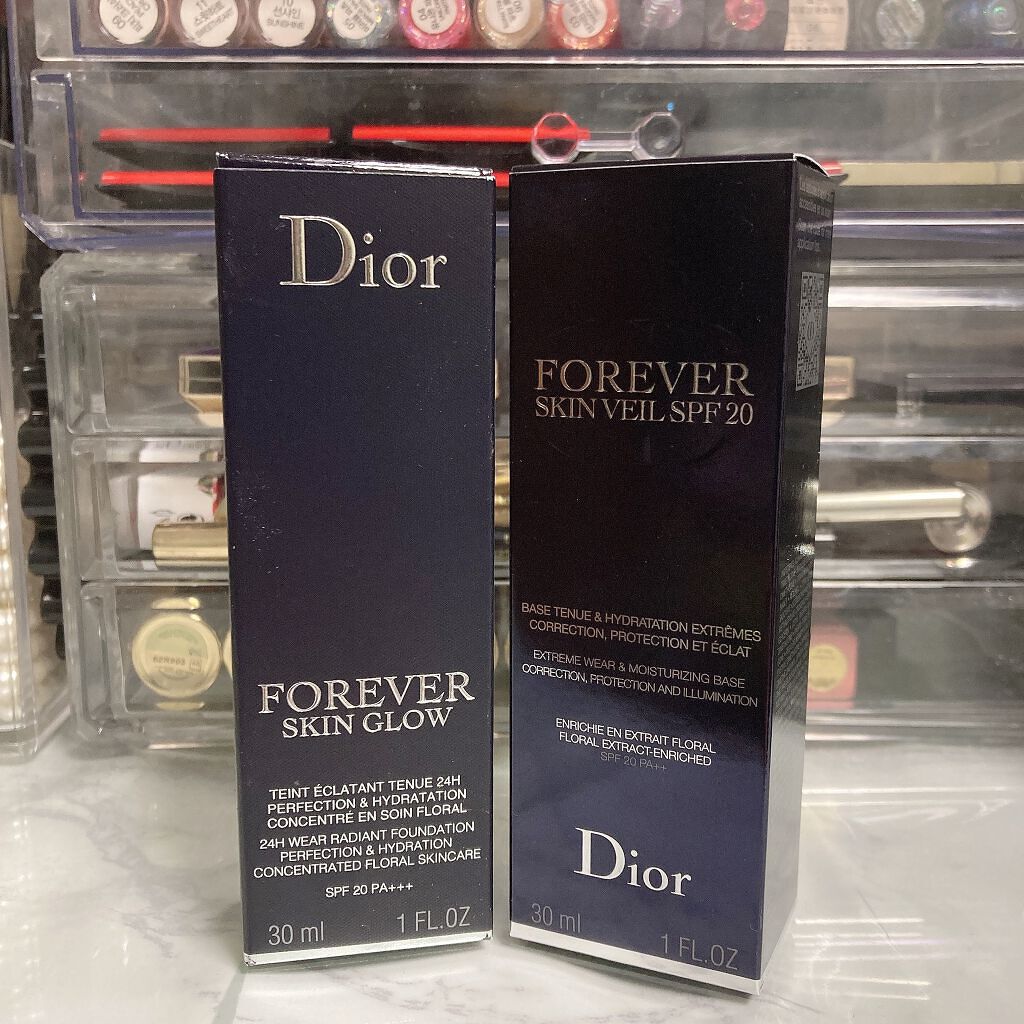 Dior
FOREVER
SKIN GLOW
TEINT ÉCLATANT TENUE 24H
PERFECTION & HYDRATATION
CONCENTRÉ EN SOIN FLORAL
24H WEAR RADIANT FOUNDATION
PERFECTION & HYDRATION
CONCENTRATED FLORAL SKINCARE
SPF 20 PA+++
30 ml 1 FL.OZ
FOREVER
SKIN VEIL SPF 20
BASE TENUE & HYDRATATION EXTRÊMES
CORRECTION, PROTECTION ET ÉCLAT
EXTREME WEAR & MOISTURIZING BASE
CORRECTION, PROTECTION AND ILLUMINATION
ENRICHIE EN EXTRAIT FLORAL
FLORAL EXTRACT-ENRICHED
SPF 20 PA++
Dior
30 ml 1 FL.OZ